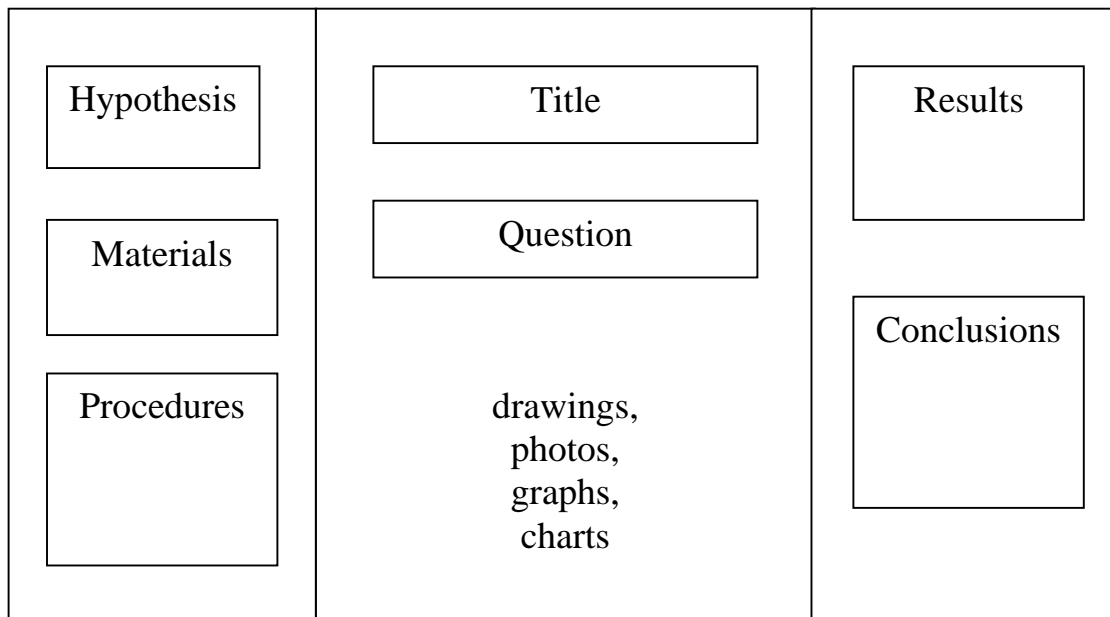 Hypothesis
Materials
Procedures
Title
Question
drawings,
photos,
graphs,
charts
Results
Conclusions